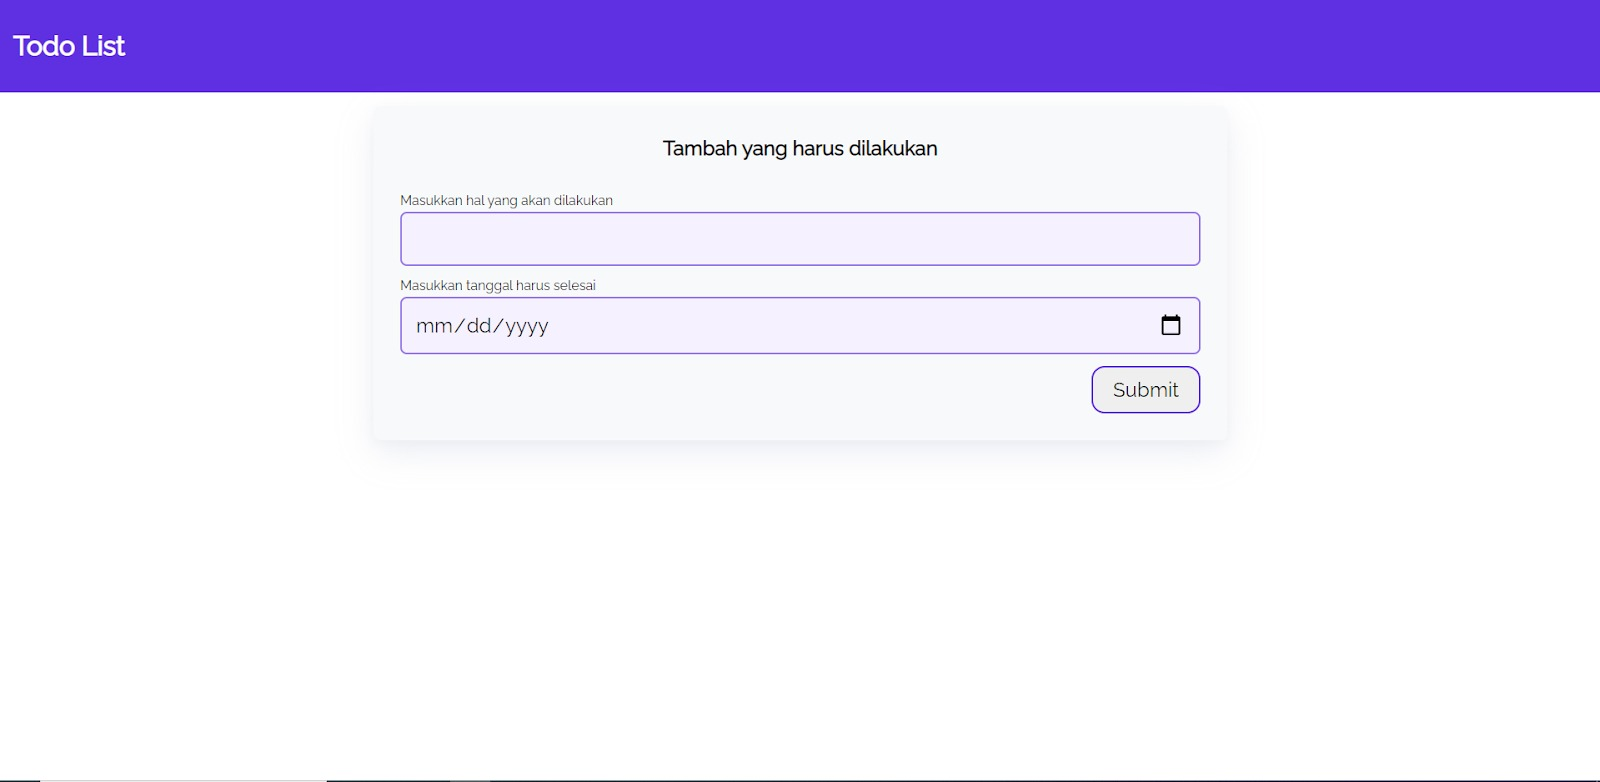 Todo List
Tambah yang harus dilakukan
Masukkan hal yang akan dilakukan
Masukkan tanggal harus selesai
mm/dd/yyyy
Submit